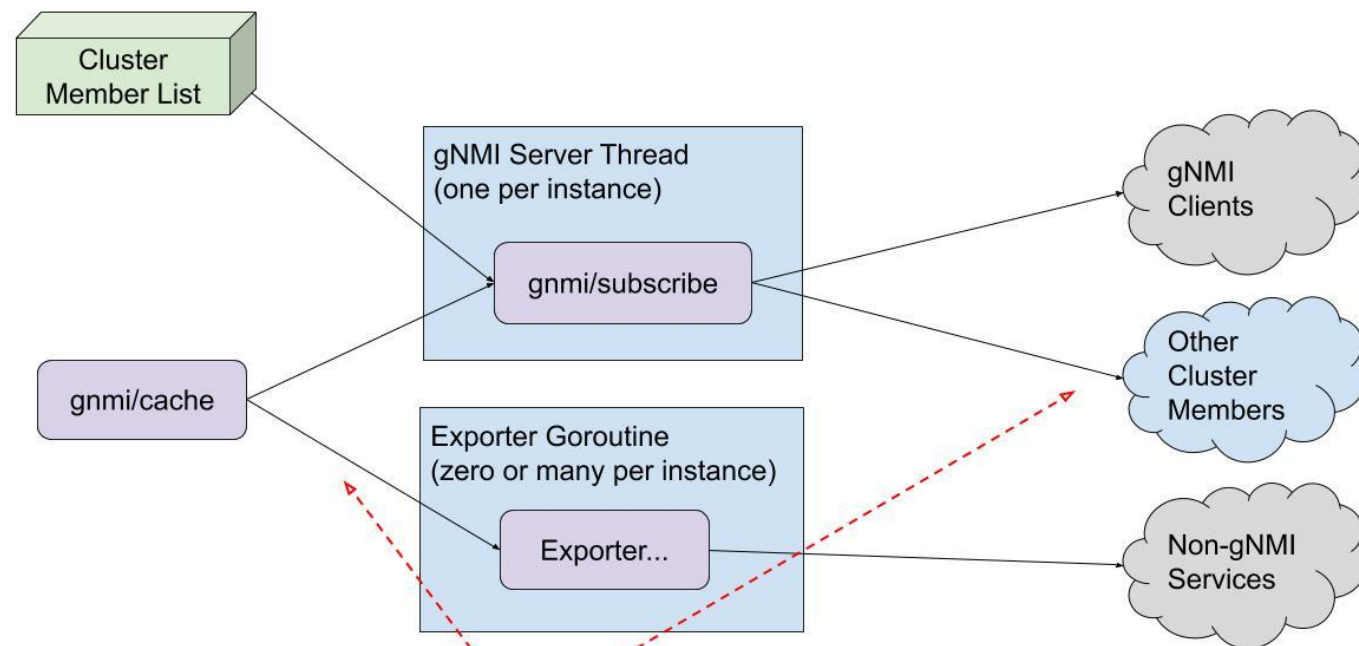 Cluster
Member List
gNMI Server Thread
(one per instance)
gnmi/subscribe
gnmi/cache
Exporter Goroutine
(zero or many per instance)
Exporter...
gNMI
Clients
Other
Cluster
Members
Non-gNMI
Services